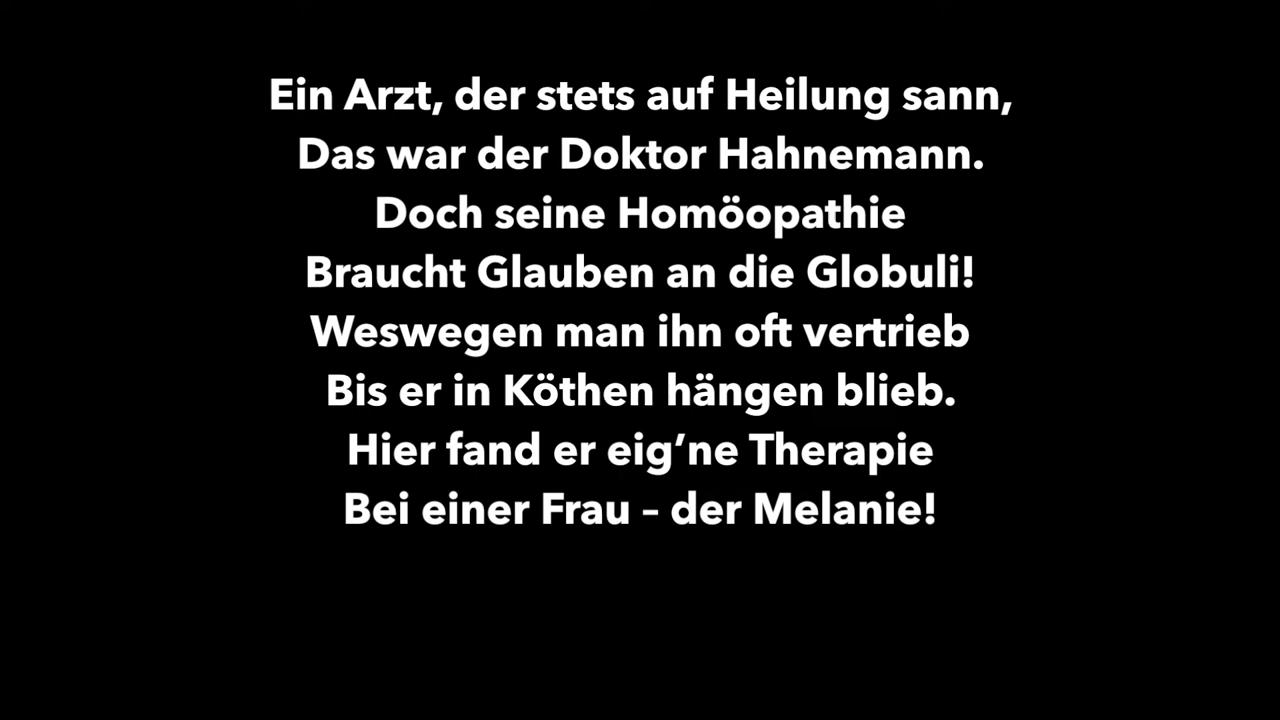 Ein Arzt, der stets auf Heilung sann,
Das war der Doktor Hahnemann.
Doch seine Homöopathie
Braucht Glauben an die Globuli!
Weswegen man ihn oft vertrieb
Bis er in Köthen hängen blieb.
Hier fand er eig’ne Therapie
Bei einer Frau – der Melanie!